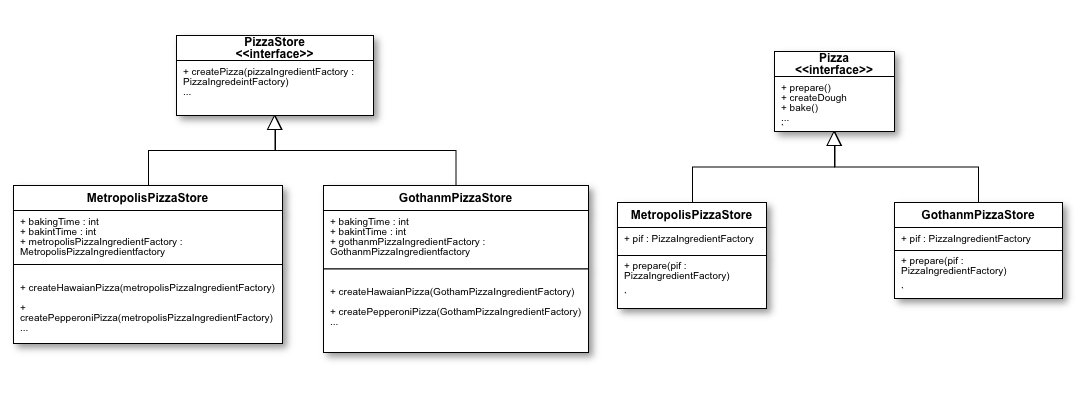 PizzaStore
<<interface>>
+ createPizza(pizzaIngredientFactory :
PizzaIngredeintFactory)
...
MetropolisPizzaStore
+ bakingTime : int
+ bakintTime : int
+ metropolisPizzaIngredientFactory :
MetropolisPizzaIngredientfactory
+ createHawaianPizza(metropolisPizzaIngredientFactory)
+
createPepperoniPizza(metropolisPizzaIngredientFactory)
...
GothanmPizzaStore
+ bakingTime : int
+ bakintTime : int
+ gothanmPizzaIngredientFactory :
GothanmPizzaIngredientfactory
+ createHawaianPizza(GothamPizzaIngredientFactory)
+ createPepperoniPizza(GothamPizzaIngredientFactory)
...
Pizza
<<interface>>
+ prepare()
+ createDough
+ bake()
...
.
MetropolisPizzaStore
+ pif : PizzaIngredientFactory
+ prepare(pif :
PizzaIngredientFactory)
.
GothanmPizzaStore
+ pif : PizzaIngredientFactory
+ prepare(pif :
PizzaIngredientFactory)
.